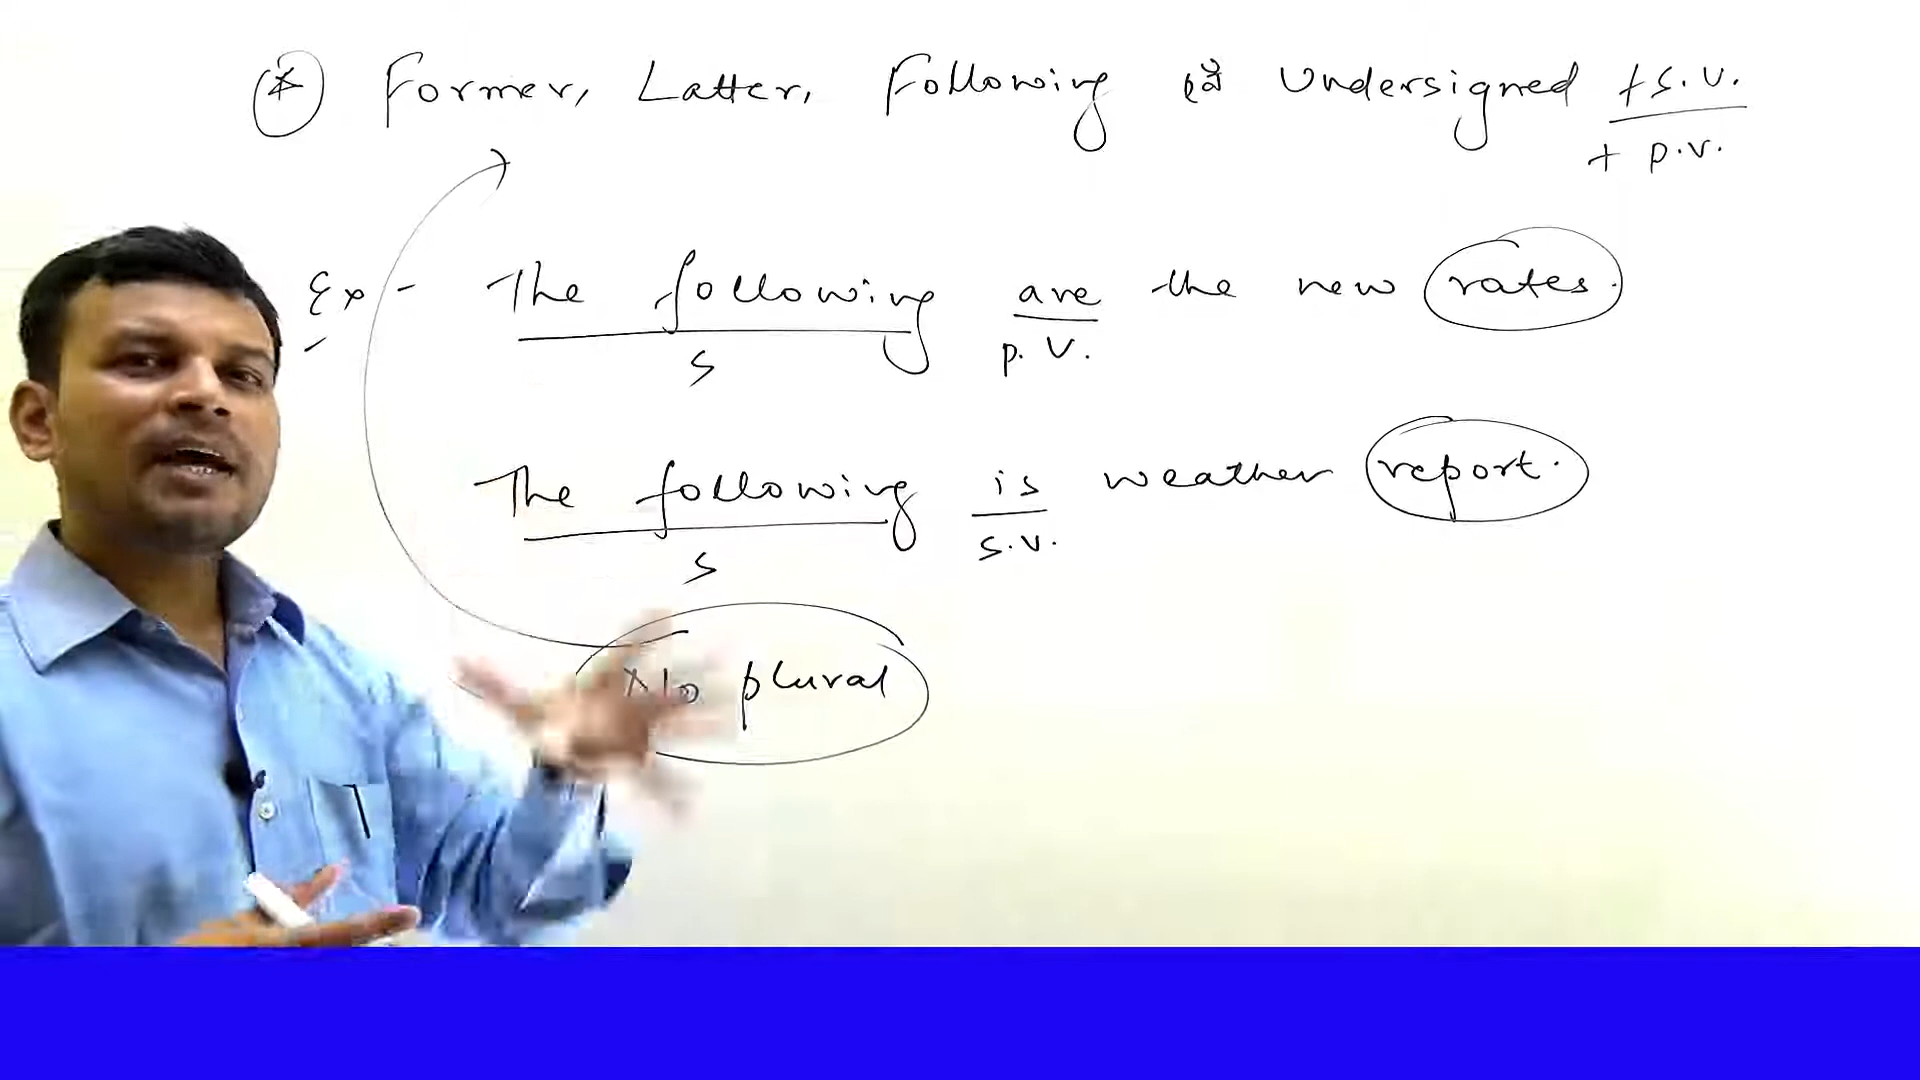 * Former, Latter, Following एवं Undersigned + S.V.
+ P.V.
Ex - The following are the new rates.
S P.V.
The following is weather report.
S S.V.
No plural